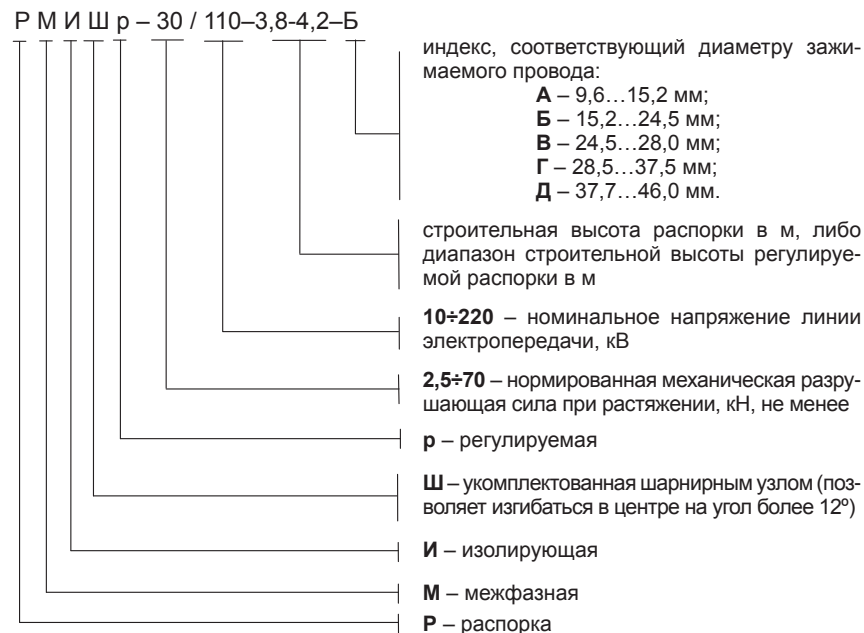 Р М И Ш р – 30 / 110–3,8-4,2–Б
индекс, соответствующий диаметру зажи-
маемого провода:
А – 9,6…15,2 мм;
Б – 15,2…24,5 мм;
В – 24,5…28,0 мм;
Г – 28,5…37,5 мм;
Д – 37,7…46,0 мм.
строительная высота распорки в м, либо
диапазон строительной высоты регулируе-
мой распорки в м
10÷220 – номинальное напряжение линии
электропередачи, кВ
2,5÷70 – нормированная механическая разру-
шающая сила при растяжении, кН, не менее
р – регулируемая
Ш – укомплектованная шарнирным узлом (поз-
воляет изгибаться в центре на угол более 12º)
И – изолирующая
М – межфазная
Р – распорка